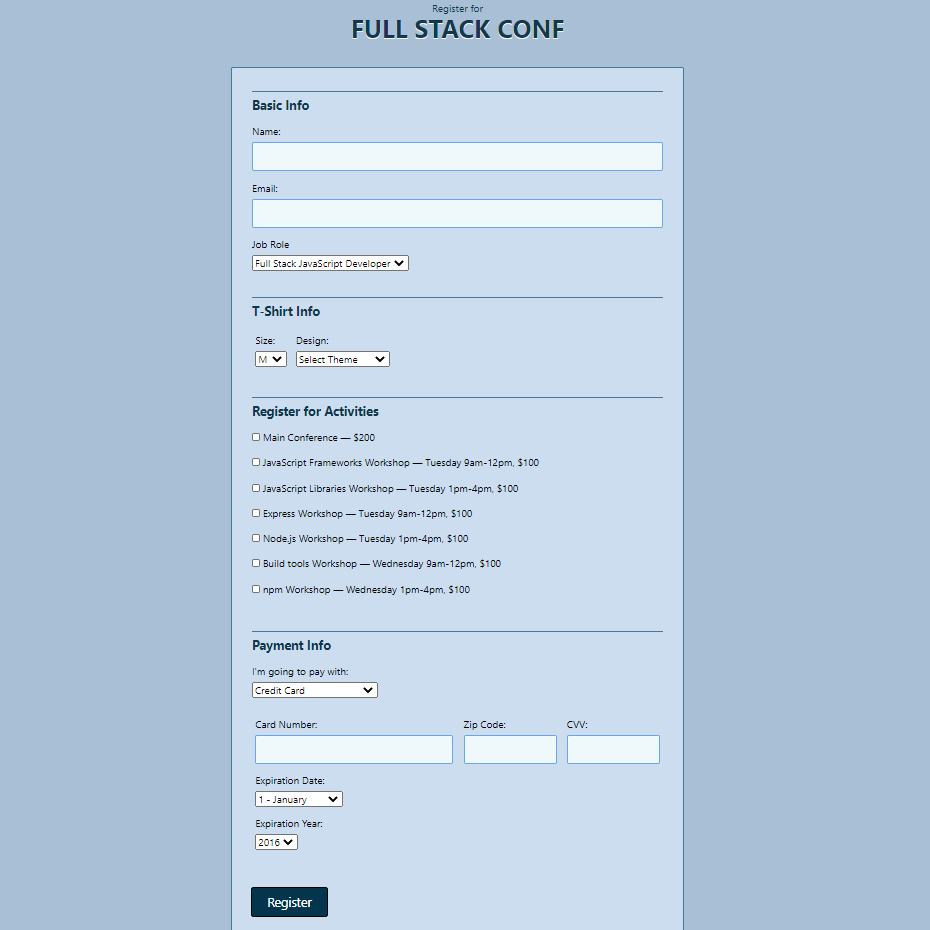 Register for
FULL STACK CONF
Basic Info
Name:
Email:
Job Role
Full Stack JavaScript Developer
T-Shirt Info
Size: Design:
M Select Theme
Register for Activities
Main Conference — $200
JavaScript Frameworks Workshop — Tuesday 9am-12pm, $100
JavaScript Libraries Workshop — Tuesday 1pm-4pm, $100
Express Workshop — Tuesday 9am-12pm, $100
Node.js Workshop — Tuesday 1pm-4pm, $100
Build tools Workshop — Wednesday 9am-12pm, $100
npm Workshop — Wednesday 1pm-4pm, $100
Payment Info
I'm going to pay with:
Credit Card
Card Number: Zip Code: CVV:
Expiration Date:
1 - January
Expiration Year:
2016
Register